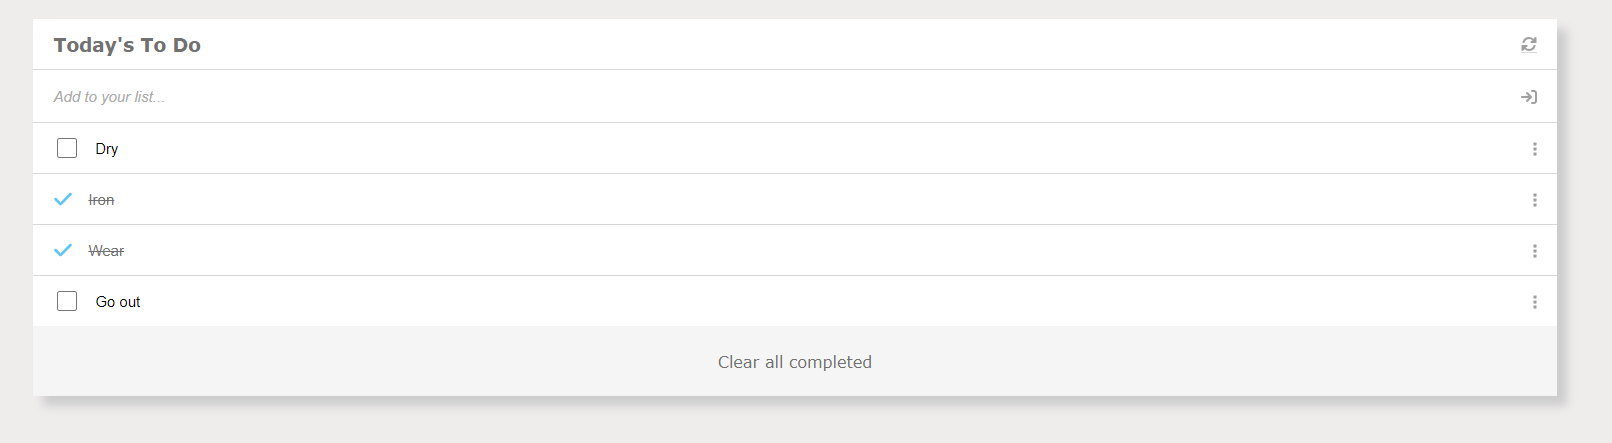 Today's To Do
Add to your list...
Dry
Iron
Wear
Go out
Clear all completed